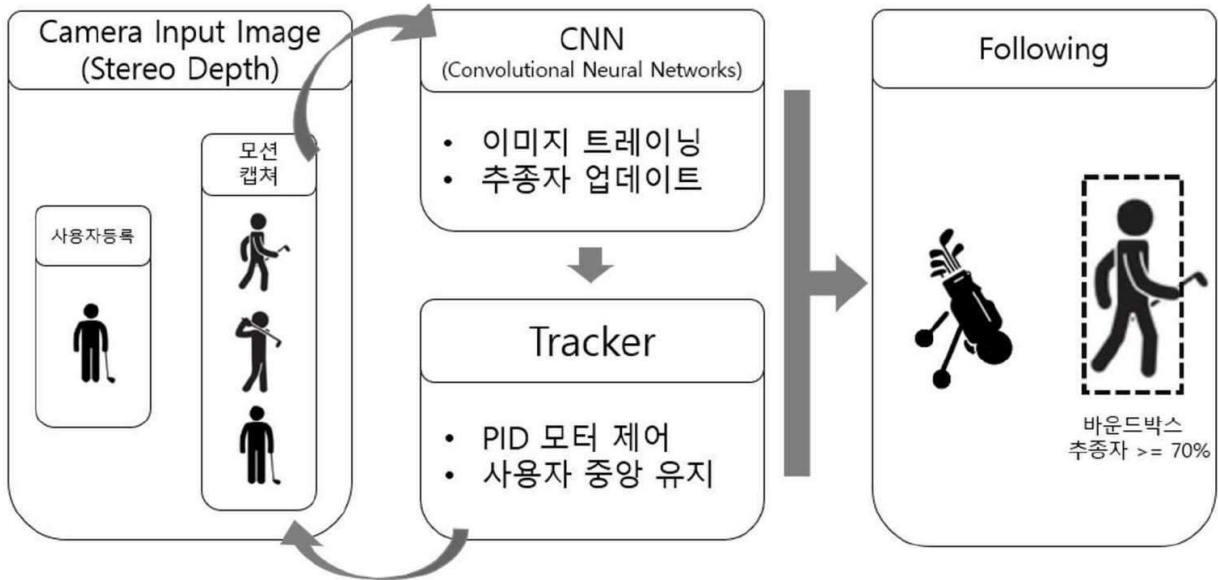 Camera Input Image
(Stereo Depth)
사용자등록
모션
캡쳐
CNN
(Convolutional Neural Networks)
• 이미지 트레이닝
• 추종자 업데이트
Tracker
• PID 모터 제어
• 사용자 중앙 유지
Following
바운드박스
추종자 >= 70%